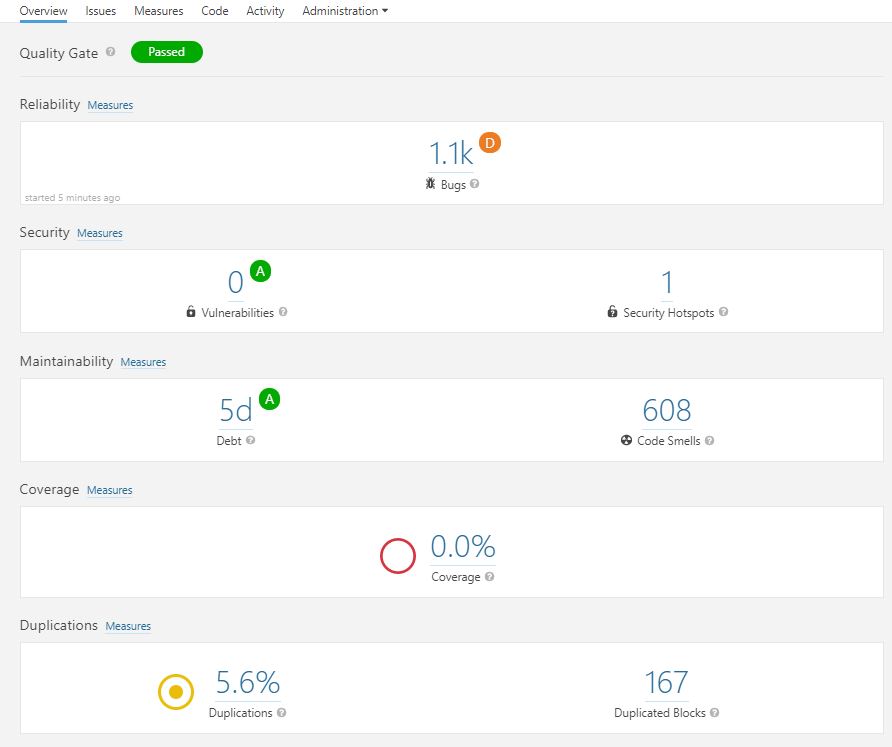 Overview Issues Measures Code Activity Administration
Quality Gate ? Passed
Reliability Measures
1.1k D
Bugs ?
started 5 minutes ago
Security Measures
0 A 1
Vulnerabilities ? Security Hotspots ?
Maintainability Measures
5d A 608
Debt ? Code Smells ?
Coverage Measures
0.0%
Coverage ?
Duplications Measures
5.6% 167
Duplications ? Duplicated Blocks ?